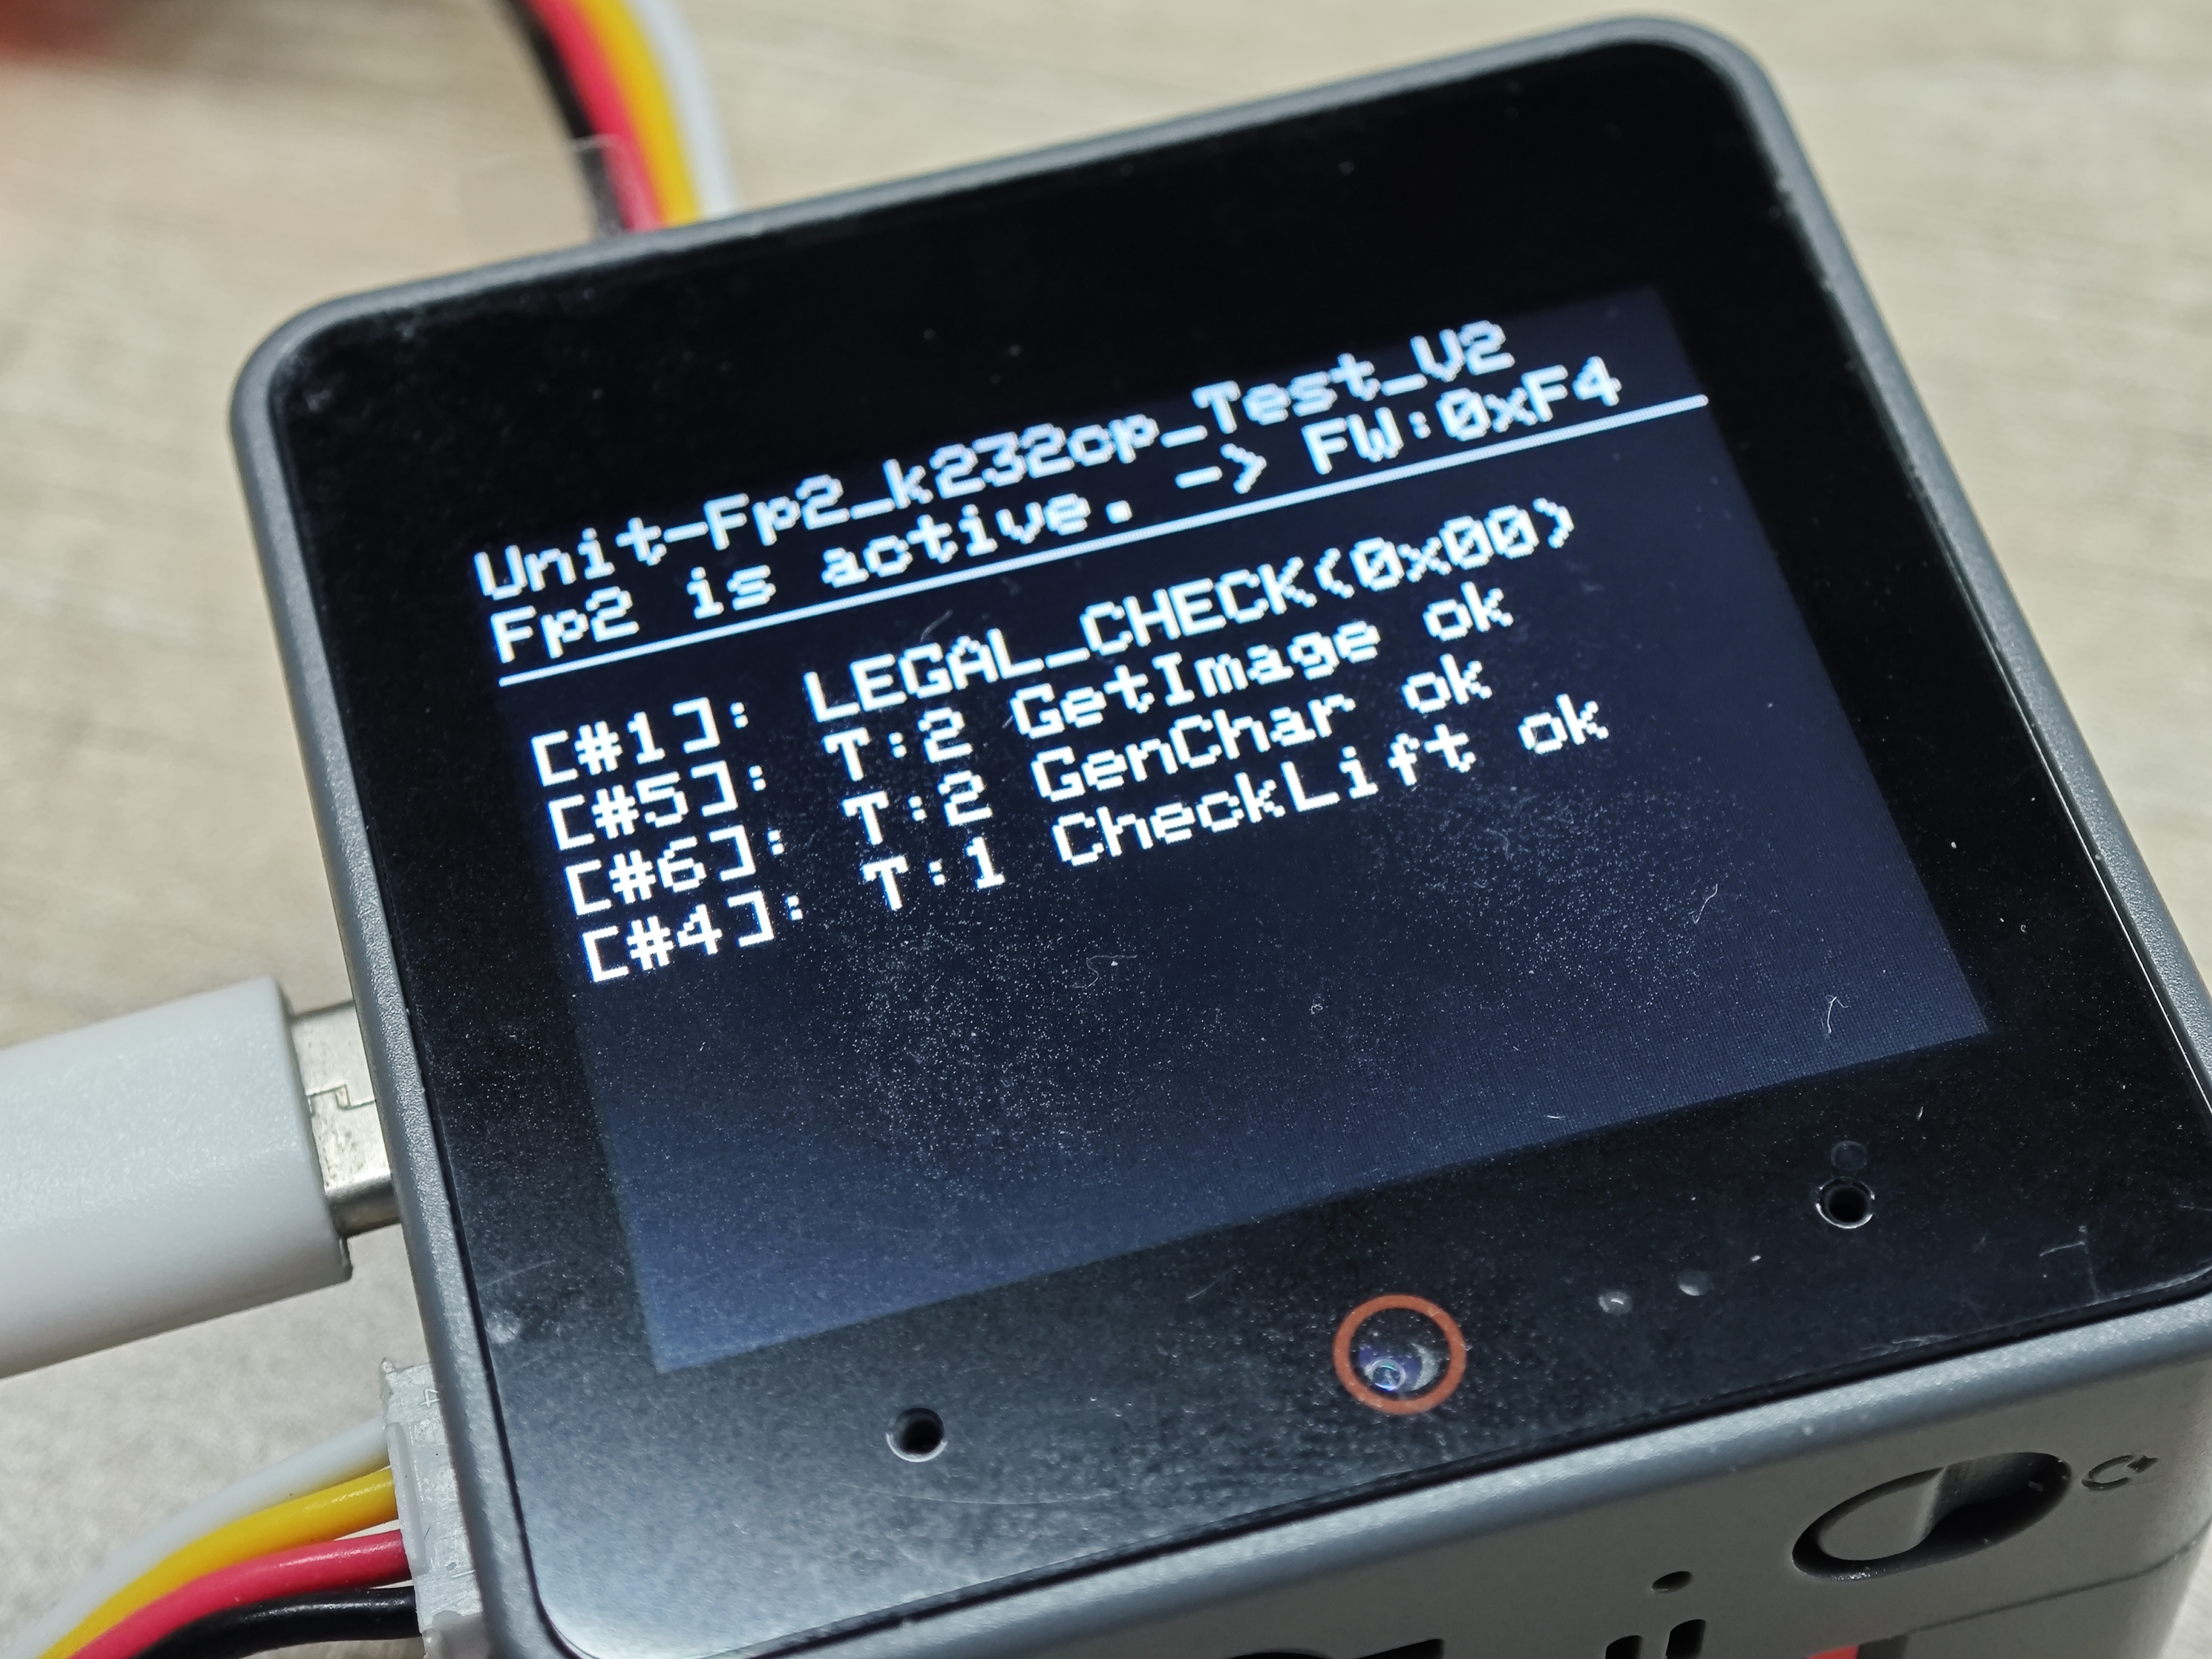 Unit-Fp2_k232cp_Test_V2
Fp2 is active. -> FW:0xF4
[#1]: LEGAL_CHECK(0x00)
[#5]: T:2 GetImage ok
[#6]: T:2 GenChar ok
[#4]: T:1 CheckLift ok